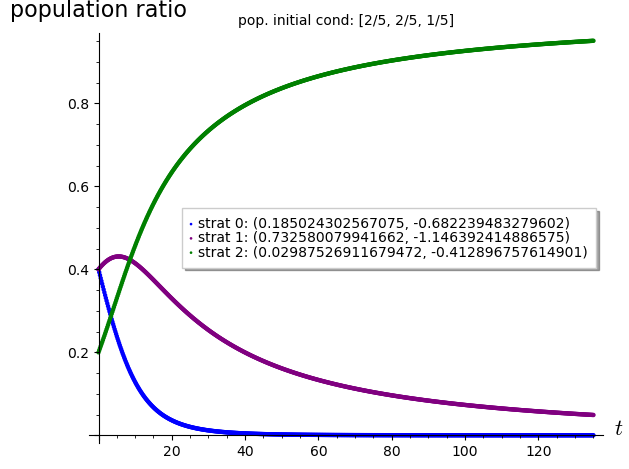 population ratio
pop. initial cond: [2/5, 2/5, 1/5]
0.8
0.6
strat 0: (0.185024302567075, -0.682239483279602)
strat 1: (0.732580079941662, -1.146392414886575)
strat 2: (0.02987526911679472, -0.412896757614901)
0.4
0.2
t
20 40 60 80 100 120